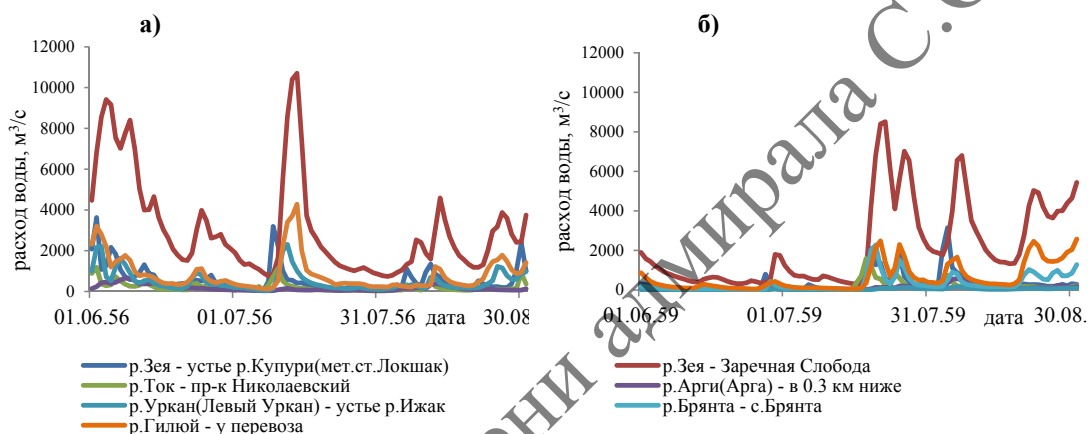 а)
расход воды, м³/с
12000
10000
8000
6000
4000
2000
0
01.06.56 01.07.56 31.07.56 дата 30.08
б)
расход воды, м³/с
12000
10000
8000
6000
4000
2000
0
01.06.59 01.07.59 31.07.59 дата 30.08.
р.Зея - устье р.Купури(мет.ст.Локшак)
р.Ток - пр-к Николаевский
р.Уркан(Левый Уркан) - устье р.Ижак
р.Гилюй - у перевоза
р.Зея - Заречная Слобода
р.Арги(Арга) - в 0.3 км ниже
р.Брянта - с.Брянта
ени адмирала С.